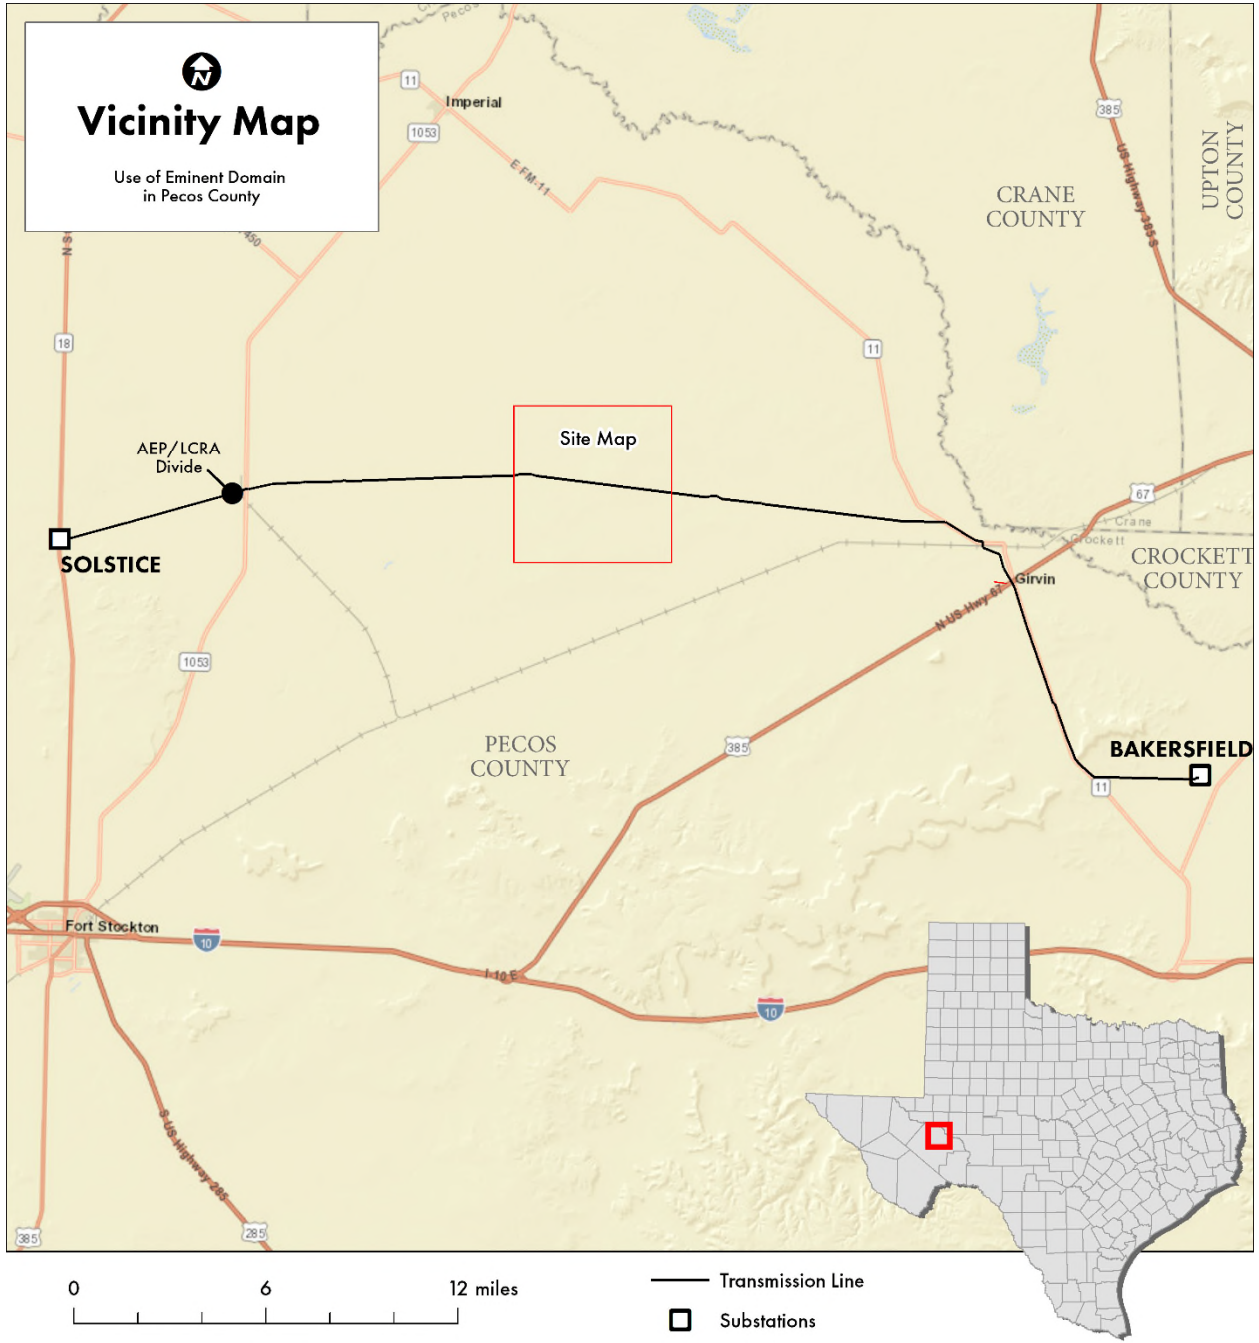 Pecos
N
Vicinity Map
Use of Eminent Domain
in Pecos County
11
Imperial
1053
E FM-11
385
US Highway 385 S
UPTON
COUNTY
CRANE
COUNTY
450
18
11
Site Map
AEP/LCRA
Divide
67
Crane
Crockett
SOLSTICE
CROCKETT
COUNTY
Girvin
N US Hwy 67
1053
PECOS
COUNTY
385
BAKERSFIELD
11
Fort Stockton
10
I-10 E
10
S US Highway 285
385
285
0 6 12 miles
Transmission Line
Substations